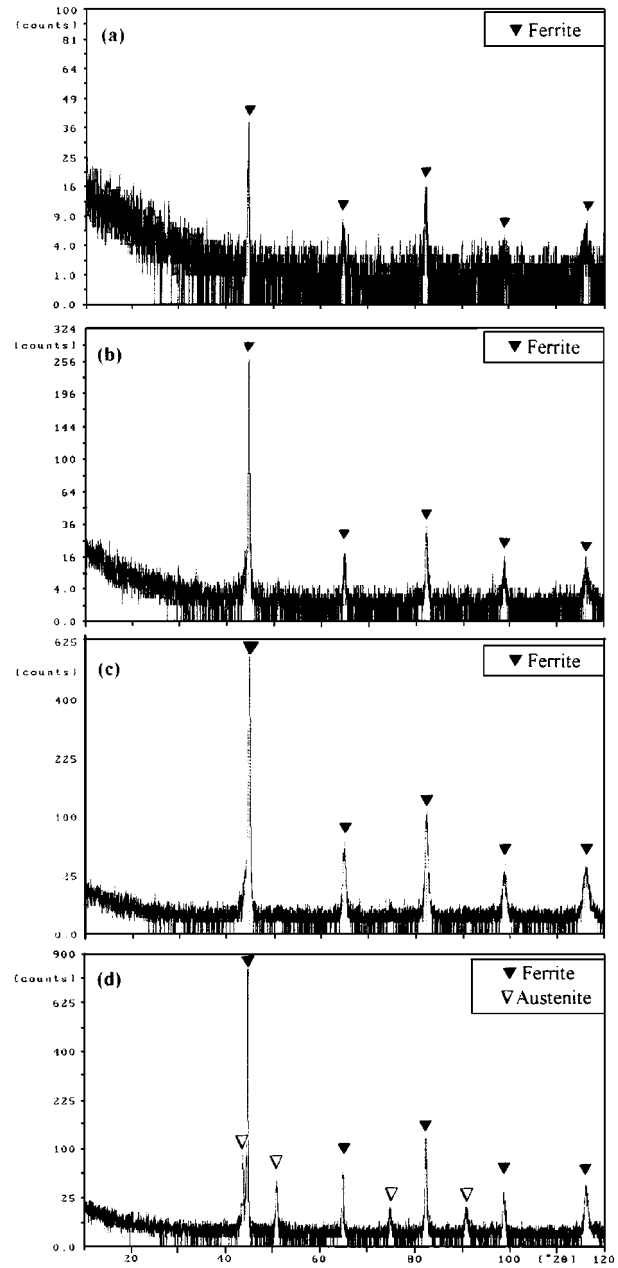 100
[counts]
81
64
49
36
25
16
9.0
4.0
1.0
0.0
(a)
▼ Ferrite
324
[counts]
256
196
144
100
64
36
16
4.0
0.0
(b)
▼ Ferrite
625
[counts]
400
225
100
25
0.0
(c)
▼ Ferrite
900
[counts]
625
400
225
100
25
0.0
(d)
▼ Ferrite
▽ Austenite
20 40 60 80 100 [°2θ] 120